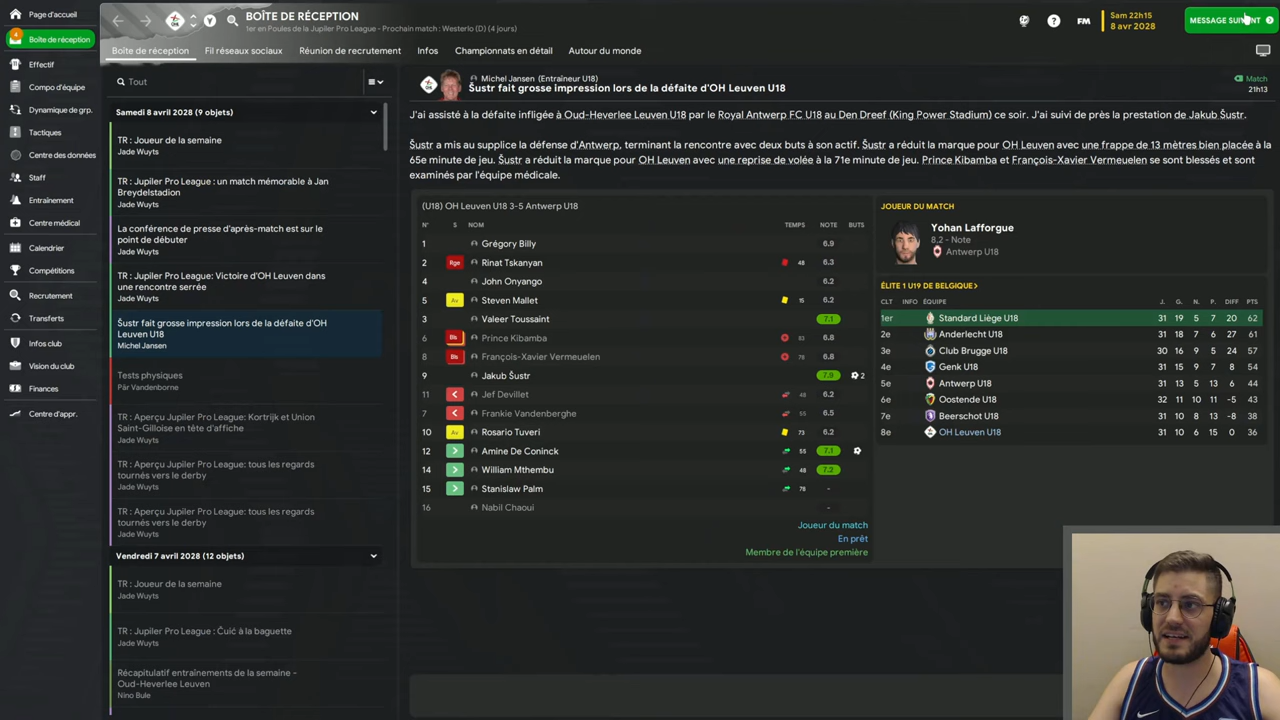 Page d'accueil
4
Boîte de réception
Effectif
Compo d'équipe
Dynamique de grp.
Tactiques
Centre des données
Staff
Entraînement
Centre médical
Calendrier
Compétitions
Recrutement
Transferts
Infos club
Vision du club
Finances
Centre d'appr.
BOÎTE DE RÉCEPTION
1er en Poules de la Jupiler Pro League - Prochain match : Westerlo (D) (4 jours)
FM
Sam 22h15
8 avr 2028
MESSAGE SUIVANT
Boîte de réception
Fil réseaux sociaux
Réunion de recrutement
Infos
Championnats en détail
Autour du monde
Tout
Samedi 8 avril 2028 (9 objets)
TR : Joueur de la semaine
Jade Wuyts
TR : Jupiler Pro League : un match mémorable à Jan
Breydelstadion
Jade Wuyts
La conférence de presse d'après-match est sur le
point de débuter
Jade Wuyts
TR : Jupiler Pro League: Victoire d'OH Leuven dans
une rencontre serrée
Jade Wuyts
Šustr fait grosse impression lors de la défaite d'OH
Leuven U18
Michel Jansen
Tests physiques
Pär Vandenborne
TR : Aperçu Jupiler Pro League: Kortrijk et Union
Saint-Gilloise en tête d'affiche
Jade Wuyts
TR : Aperçu Jupiler Pro League: tous les regards
tournés vers le derby
Jade Wuyts
TR : Aperçu Jupiler Pro League: tous les regards
tournés vers le derby
Jade Wuyts
Vendredi 7 avril 2028 (12 objets)
TR : Joueur de la semaine
Jade Wuyts
TR : Jupiler Pro League : Čuić à la baguette
Jade Wuyts
Récapitulatif entraînements de la semaine -
Oud-Heverlee Leuven
Nino Bule
Michel Jansen (Entraîneur U18)
Šustr fait grosse impression lors de la défaite d'OH Leuven U18
Match
21h13
J'ai assisté à la défaite infligée à Oud-Heverlee Leuven U18 par le Royal Antwerp FC U18 au Den Dreef (King Power Stadium) ce soir. J'ai suivi de près la prestation de Jakub Šustr.
Šustr a mis au supplice la défense d'Antwerp, terminant la rencontre avec deux buts à son actif. Šustr a réduit la marque pour OH Leuven avec une frappe de 13 mètres bien placée à la
65e minute de jeu. Šustr a réduit la marque pour OH Leuven avec une reprise de volée à la 71e minute de jeu. Prince Kibamba et François-Xavier Vermeuelen se sont blessés et sont
examinés par l'équipe médicale.
(U18) OH Leuven U18 3-5 Antwerp U18
N° S NOM TEMPS NOTE BUTS
1 Grégory Billy 6.9
2 Rge Rinat Tskanyan 48 6.3
4 John Onyango 6.2
5 Av Steven Mallet 15 6.2
3 Valeer Toussaint 7.1
6 Bls Prince Kibamba 83 6.8
8 Bls François-Xavier Vermeuelen 78 6.8
9 Jakub Šustr 7.9 2
11 Jef Devillet 48 6.2
7 Frankie Vandenberghe 55 6.5
10 Av Rosario Tuveri 73 6.2
12 Amine De Coninck 55 7.1
14 William Mthembu 48 7.2
15 Stanislaw Palm 78 -
16 Nabil Chaoui -
Joueur du match
En prêt
Membre de l'équipe première
JOUEUR DU MATCH
Yohan Lafforgue
8.2 - Note
Antwerp U18
ÉLITE 1 U19 DE BELGIQUE
CLT INFO ÉQUIPE J. G. N. P. DIFF PTS
1er Standard Liège U18 31 19 5 7 20 62
2e Anderlecht U18 31 18 7 6 27 61
3e Club Brugge U18 30 16 9 5 24 57
4e Genk U18 31 15 9 7 8 54
5e Antwerp U18 31 13 5 13 6 44
6e Oostende U18 32 11 10 11 -5 43
7e Beerschot U18 31 10 8 13 -8 38
8e OH Leuven U18 31 10 6 15 0 36